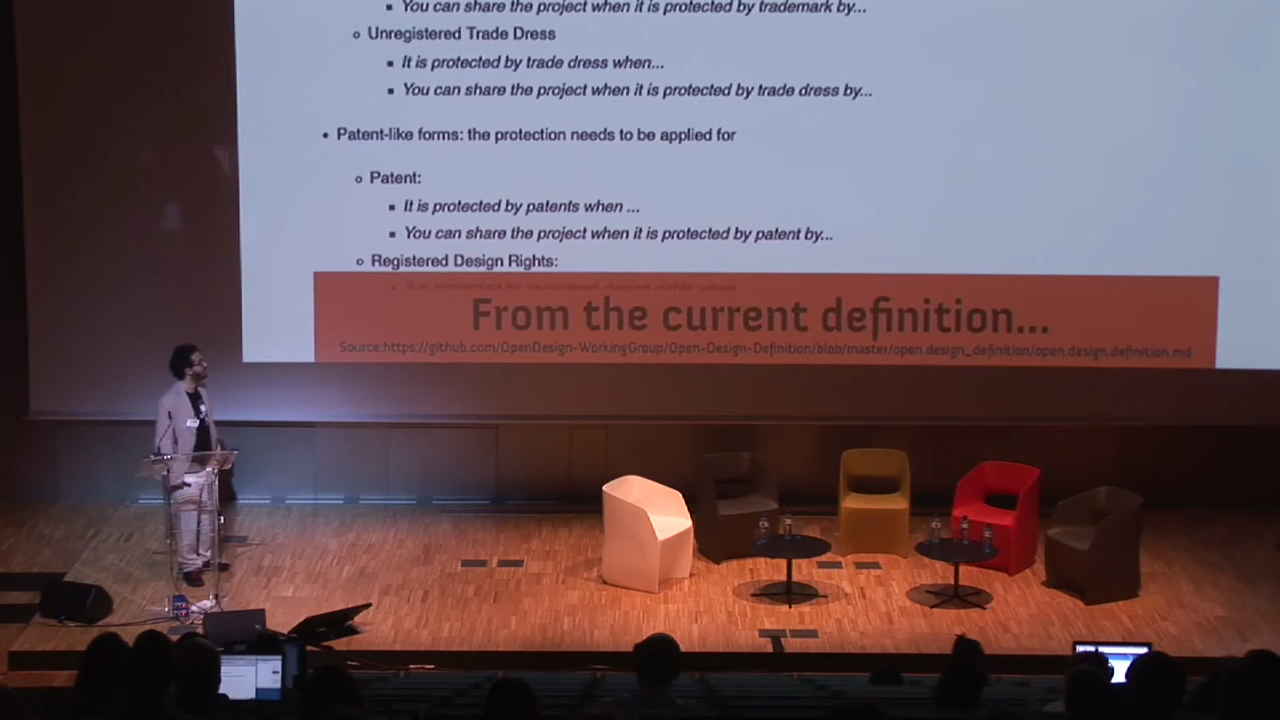 You can share the project when it is protected by trademark by...
Unregistered Trade Dress
It is protected by trade dress when...
You can share the project when it is protected by trade dress by...
Patent-like forms: the protection needs to be applied for
Patent:
It is protected by patents when ...
You can share the project when it is protected by patent by...
Registered Design Rights:
From the current definition...
Source:https://github.com/OpenDesign-WorkingGroup/Open-Design-Definition/blob/master/open.design_definition/open.design.definition.md